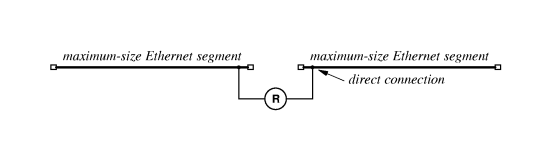 maximum-size Ethernet segment
maximum-size Ethernet segment
direct connection
R